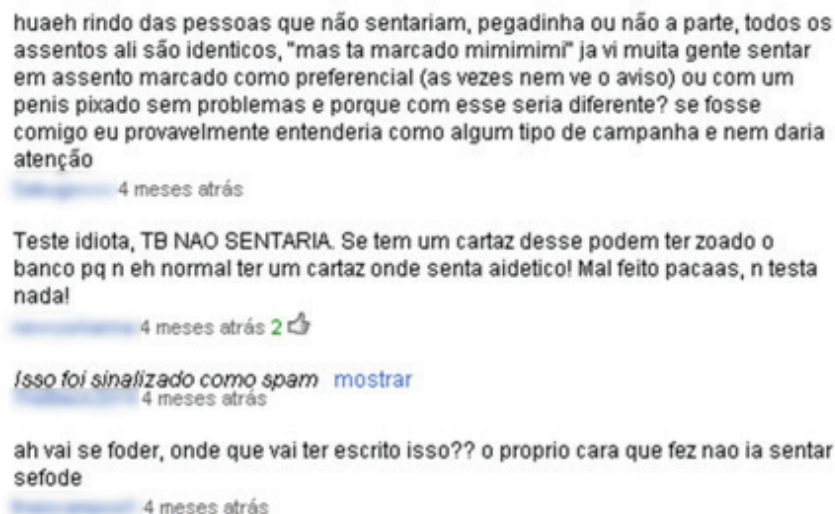 huaeh rindo das pessoas que não sentariam, pegadinha ou não a parte, todos os
assentos ali são identicos, "mas ta marcado mimimimi" ja vi muita gente sentar
em assento marcado como preferencial (as vezes nem ve o aviso) ou com um
penis pixado sem problemas e porque com esse seria diferente? se fosse
comigo eu provavelmente entenderia como algum tipo de campanha e nem daria
atenção
4 meses atrás
Teste idiota, TB NAO SENTARIA. Se tem um cartaz desse podem ter zoado o
banco pq n eh normal ter um cartaz onde senta aidetico! Mal feito pacaas, n testa
nada!
4 meses atrás 2
Isso foi sinalizado como spam mostrar
4 meses atrás
ah vai se foder, onde que vai ter escrito isso?? o proprio cara que fez nao ia sentar
sefode
4 meses atrás